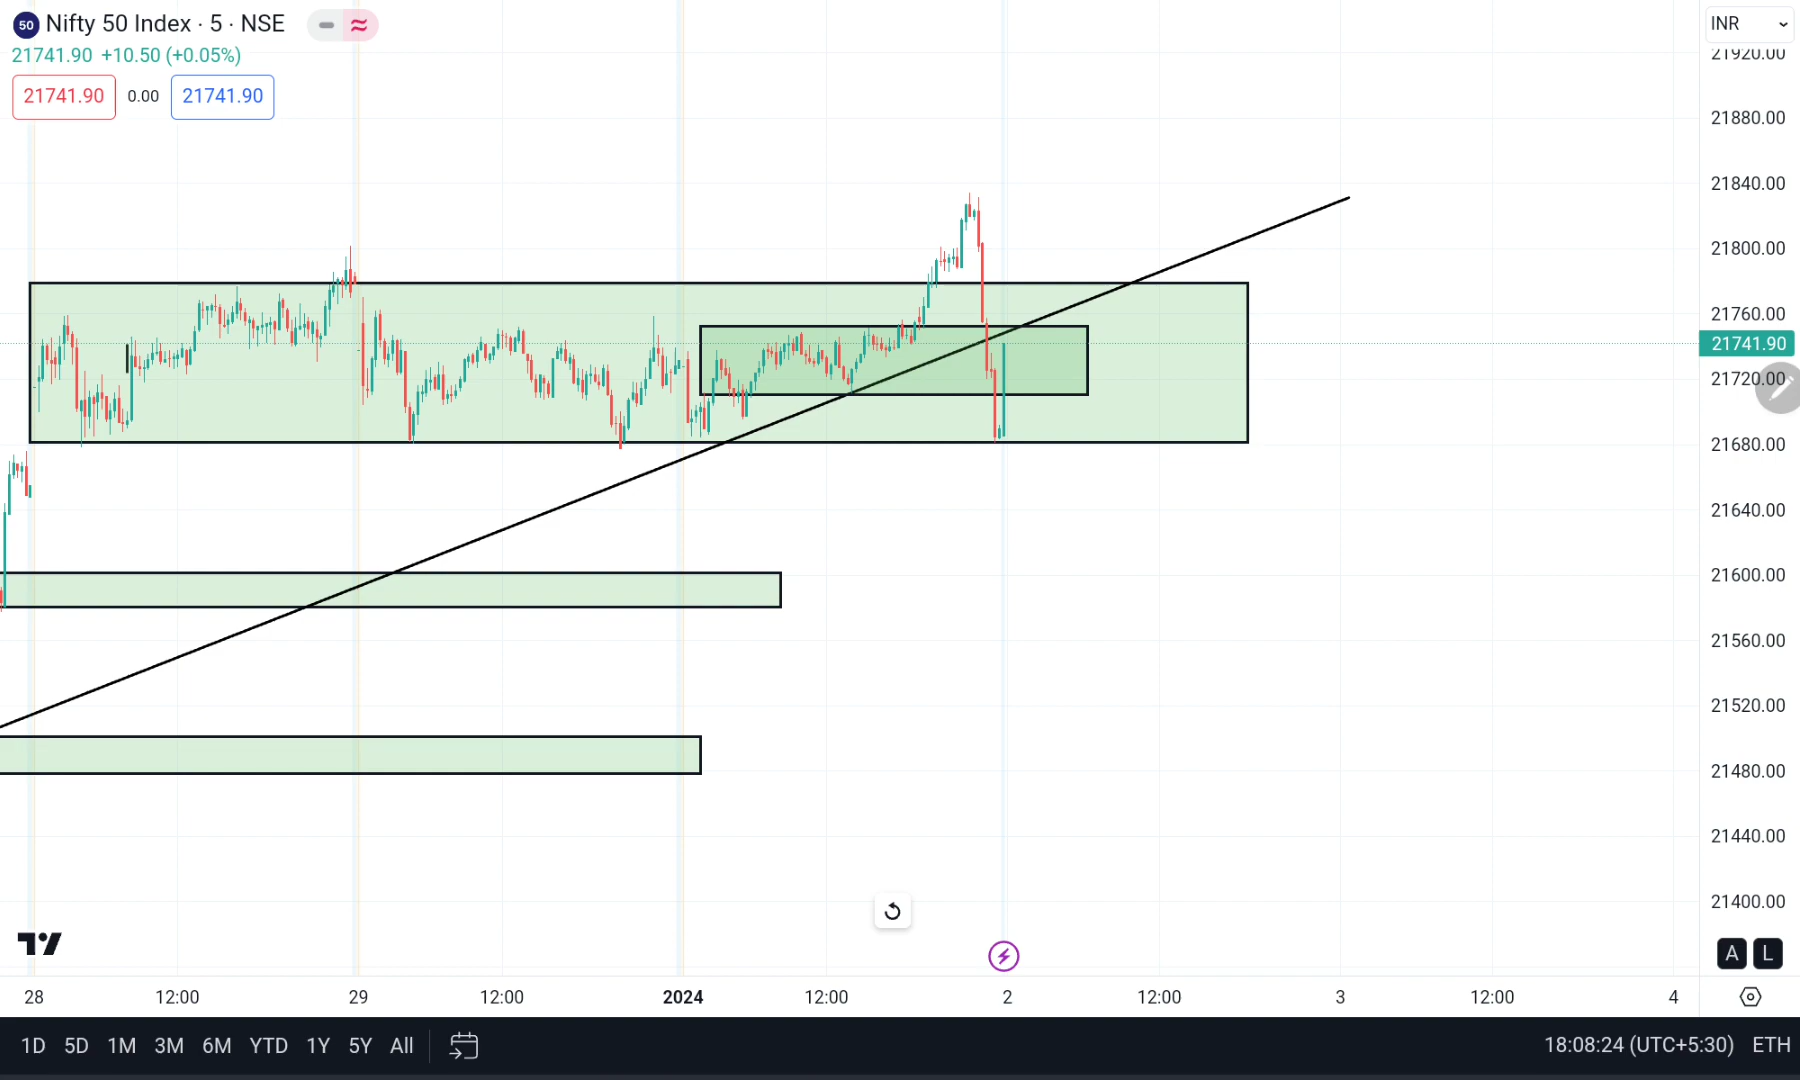 50 Nifty 50 Index · 5 · NSE
21741.90 +10.50 (+0.05%)
21741.90 0.00 21741.90
INR
21920.00
21880.00
21840.00
21800.00
21760.00
21741.90
21720.00
21680.00
21640.00
21600.00
21560.00
21520.00
21480.00
21440.00
21400.00
A L
28 12:00 29 12:00 2024 12:00 2 12:00 3 12:00 4
1D 5D 1M 3M 6M YTD 1Y 5Y All 18:08:24 (UTC+5:30) ETH